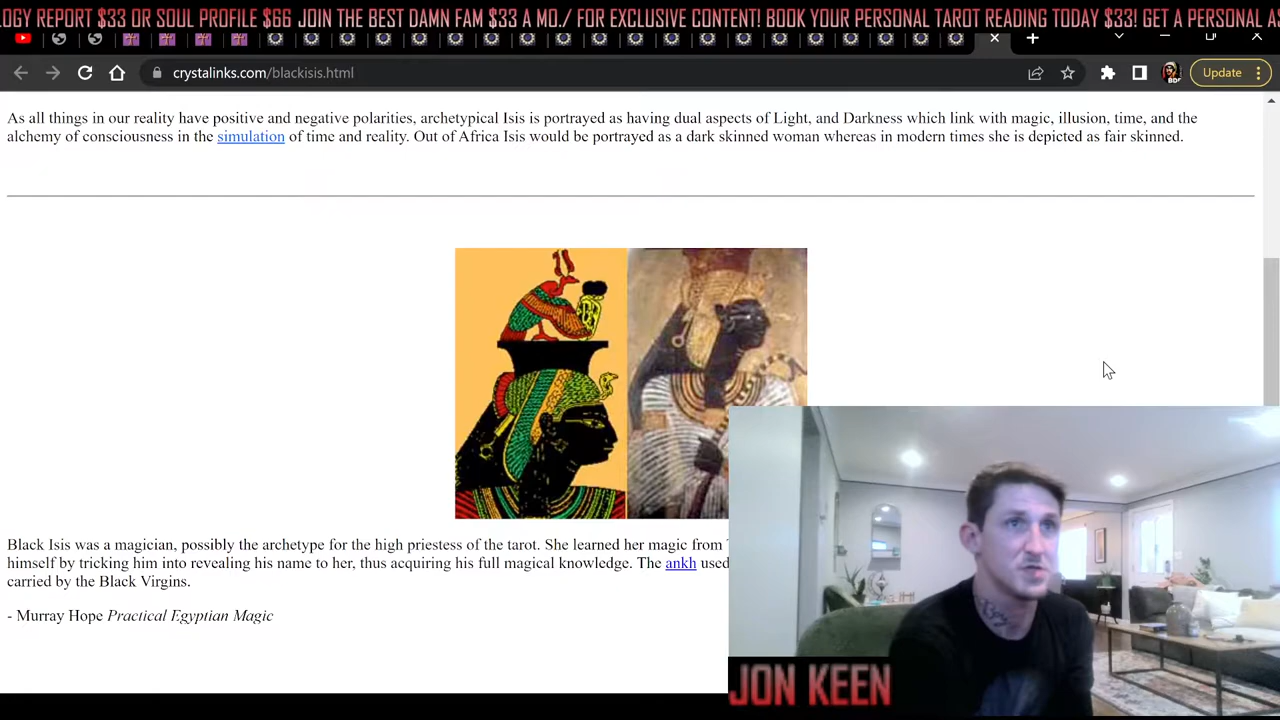 LOGY REPORT $33 OR SOUL PROFILE $66 JOIN THE BEST DAMN FAM $33 A MO./ FOR EXCLUSIVE CONTENT! BOOK YOUR PERSONAL TAROT READING TODAY $33! GET A PERSONAL AS
crystalinks.com/blackisis.html
Update
As all things in our reality have positive and negative polarities, archetypical Isis is portrayed as having dual aspects of Light, and Darkness which link with magic, illusion, time, and the
alchemy of consciousness in the simulation of time and reality. Out of Africa Isis would be portrayed as a dark skinned woman whereas in modern times she is depicted as fair skinned.
Black Isis was a magician, possibly the archetype for the high priestess of the tarot. She learned her magic from
himself by tricking him into revealing his name to her, thus acquiring his full magical knowledge. The ankh used
carried by the Black Virgins.
- Murray Hope Practical Egyptian Magic
JON KEEN